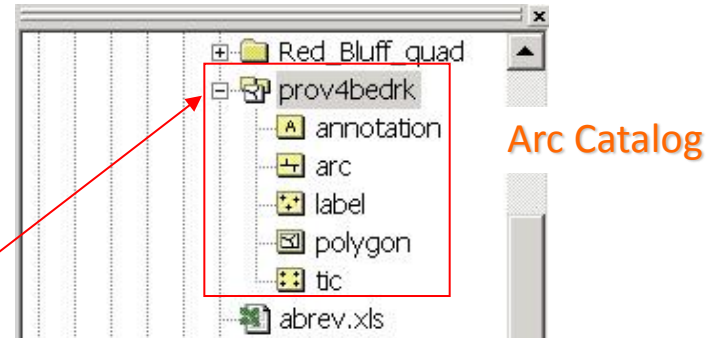 Red_Bluff_quad
prov4bedrk
annotation
Arc Catalog
arc
label
polygon
tic
abrev.xls